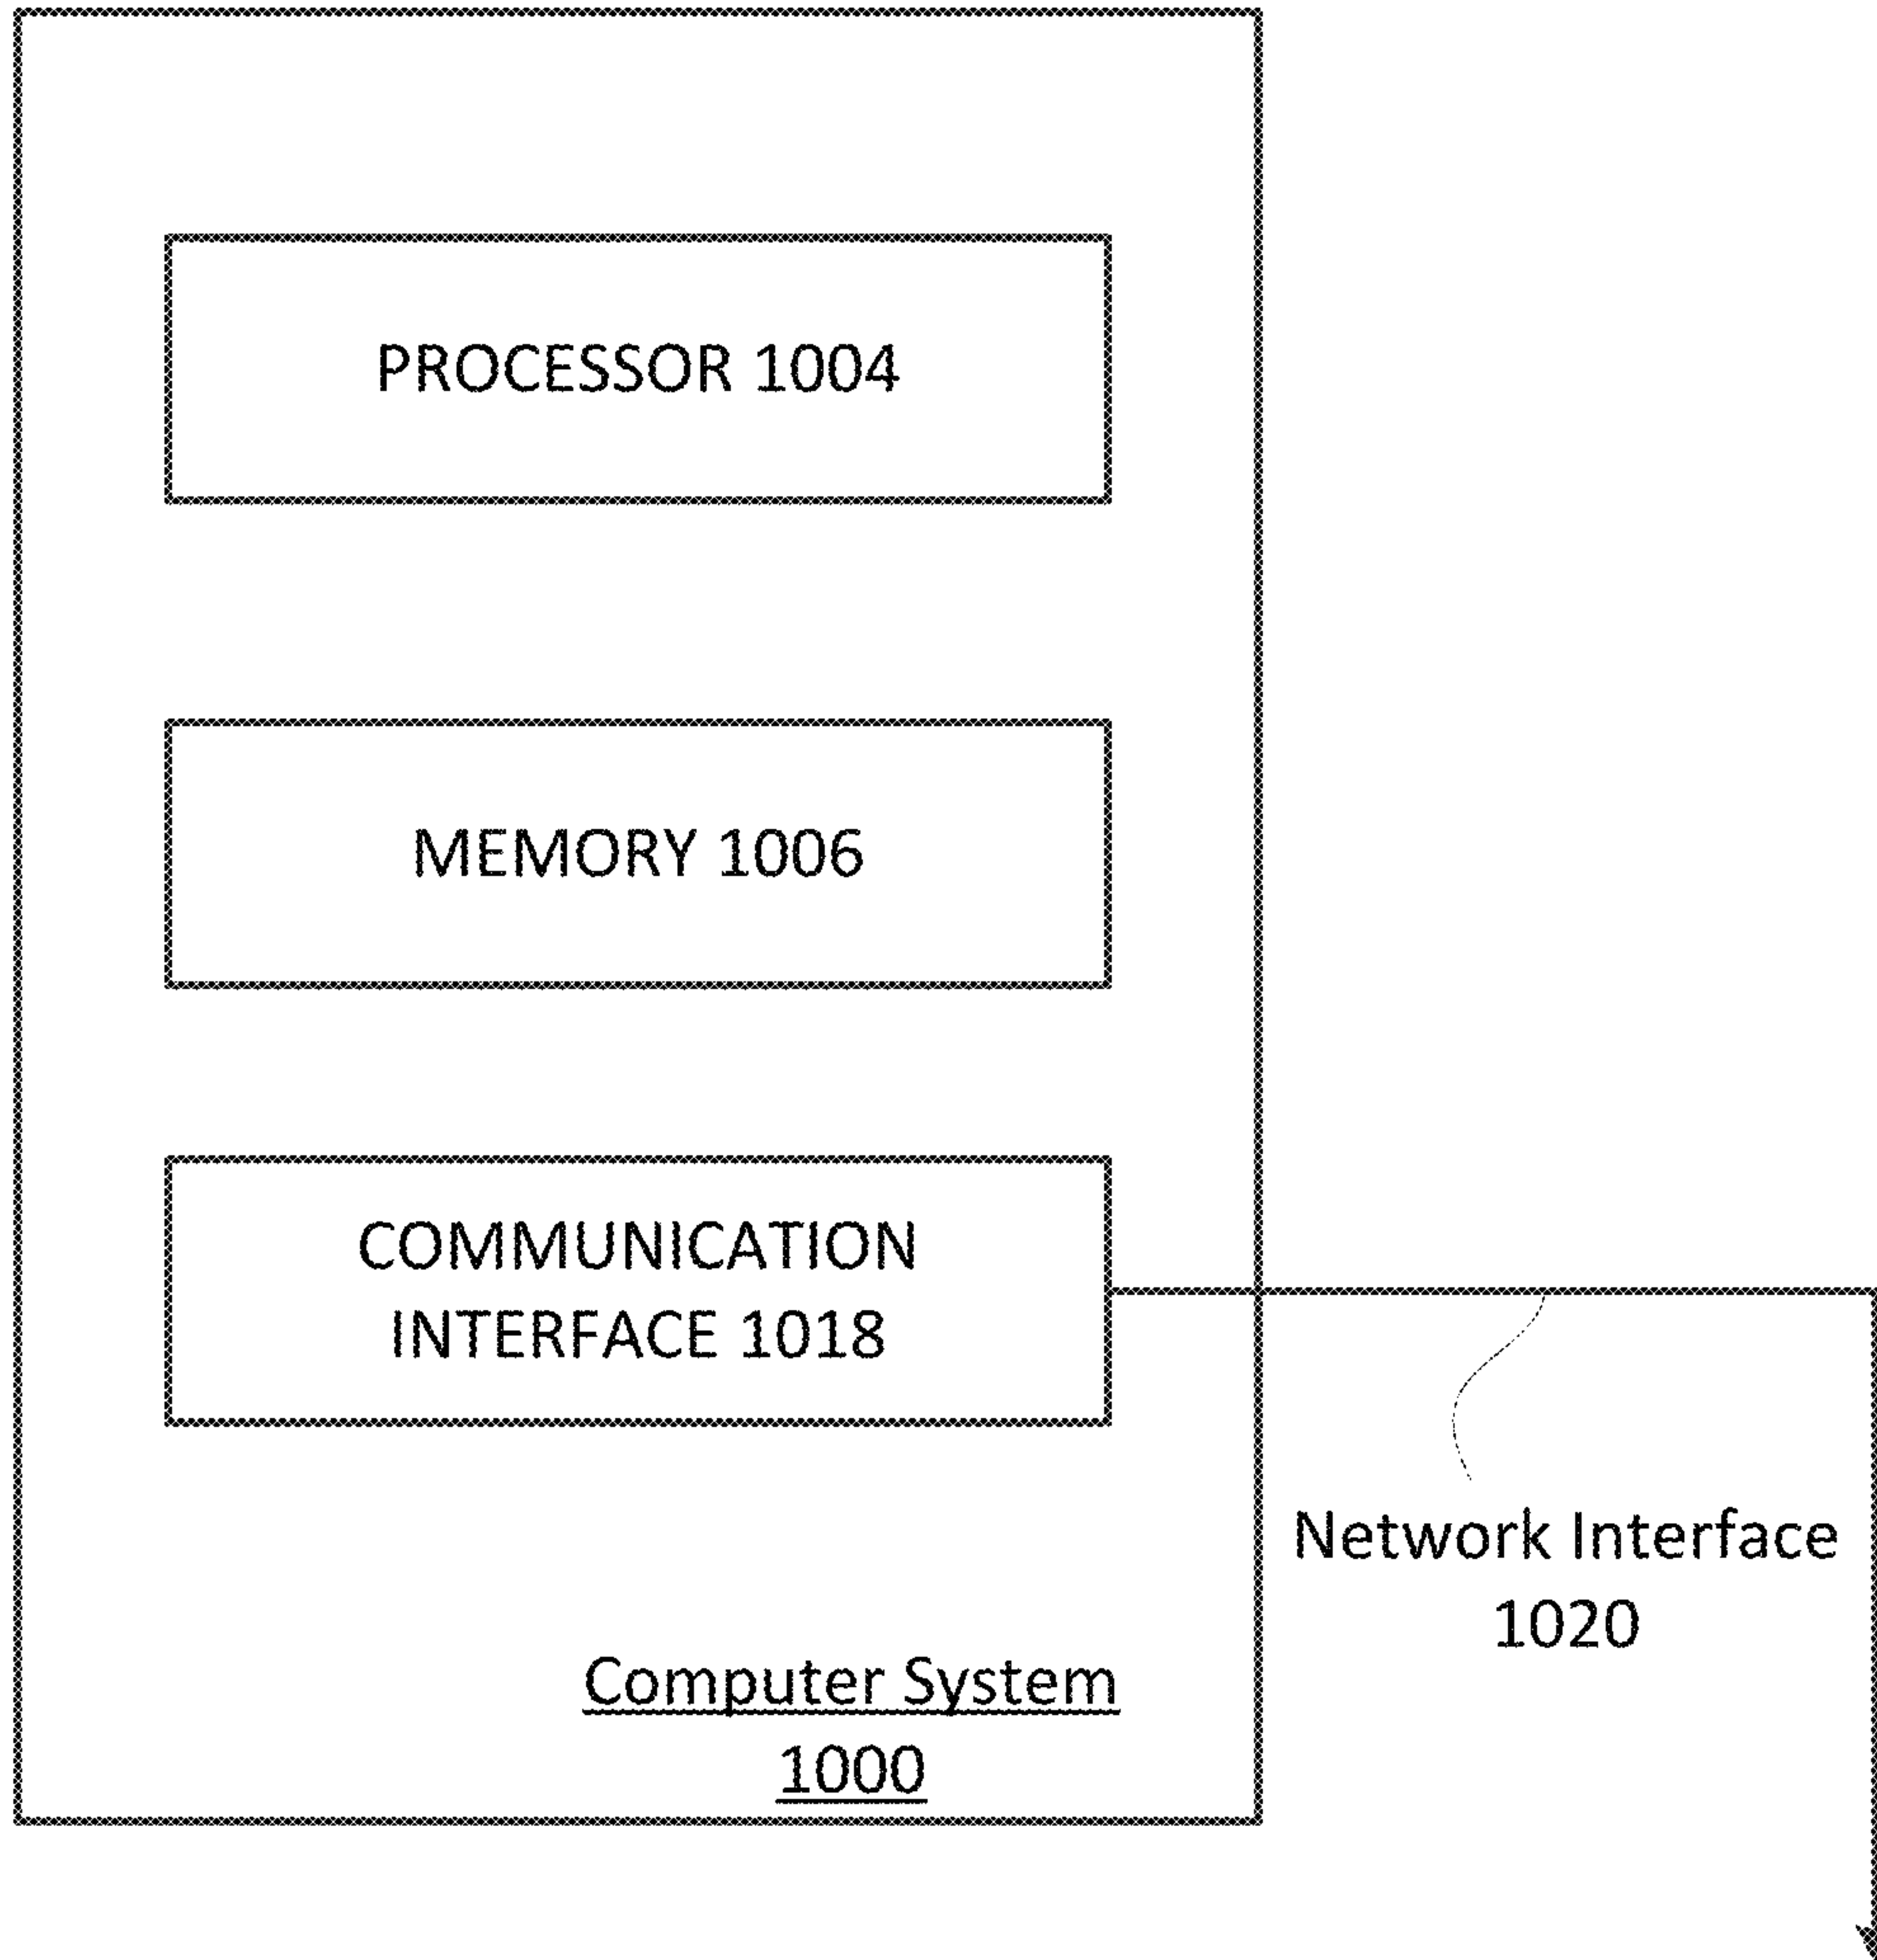 PROCESSOR 1004
MEMORY 1006
COMMUNICATION
INTERFACE 1018
Network Interface
1020
Computer System
1000